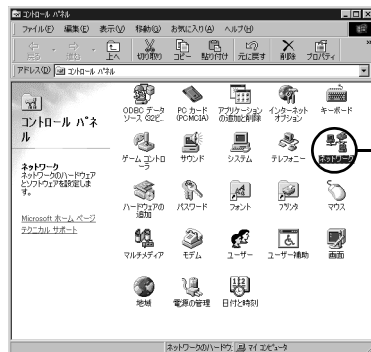 コントロール パネル
ファイル(F) 編集(E) 表示(V) 移動(G) お気に入り(A) ヘルプ(H)
戻る 進む 上へ 切り取り コピー 貼り付け 元に戻す 削除 プロパティ
アドレス(D) コントロール パネル
コントロール パネ
ル
ネットワーク
ネットワークのハードウェア
とソフトウェアを設定しま
す。
Microsoft ホーム ページ
テクニカル サポート
ODBC データ
ソース (32ビ...
PC カード
(PCMCIA)
アプリケーション
の追加と削除
インターネット
オプション
キーボード
ゲーム コントロ
ーラ
サウンド
システム
テレフォニー
ネットワーク
ハードウェアの
追加
パスワード
フォント
プリンタ
マウス
マルチメディア
モデム
ユーザー
ユーザー補助
画面
地域
電源の管理
日付と時刻
ネットワークのハードウ. マイ コンピュータ